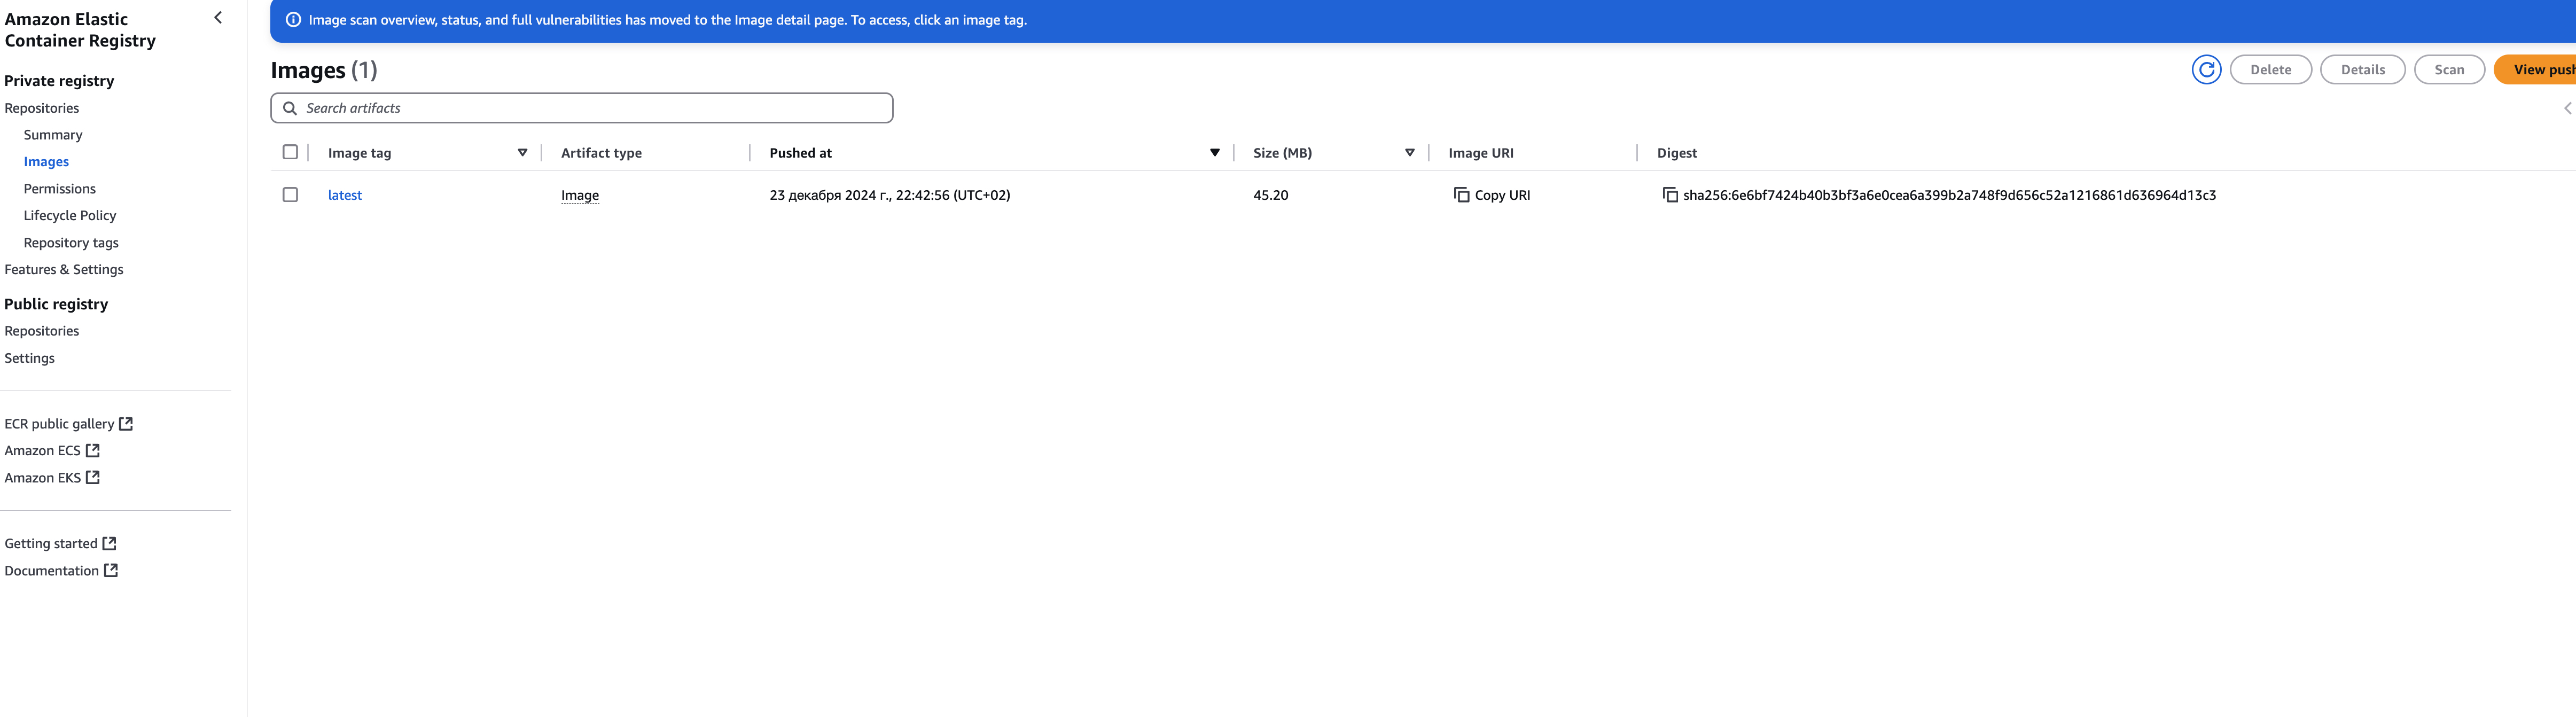 Amazon Elastic
Container Registry
Private registry
Repositories
Summary
Images
Permissions
Lifecycle Policy
Repository tags
Features & Settings
Public registry
Repositories
Settings
ECR public gallery
Amazon ECS
Amazon EKS
Getting started
Documentation
Image scan overview, status, and full vulnerabilities has moved to the Image detail page. To access, click an image tag.
Images (1)
Delete Details Scan View push
Search artifacts
Image tag Artifact type Pushed at Size (MB) Image URI Digest
latest Image 23 декабря 2024 г., 22:42:56 (UTC+02) 45.20 Copy URI sha256:6e6bf7424b40b3bf3a6e0cea6a399b2a748f9d656c52a1216861d636964d13c3